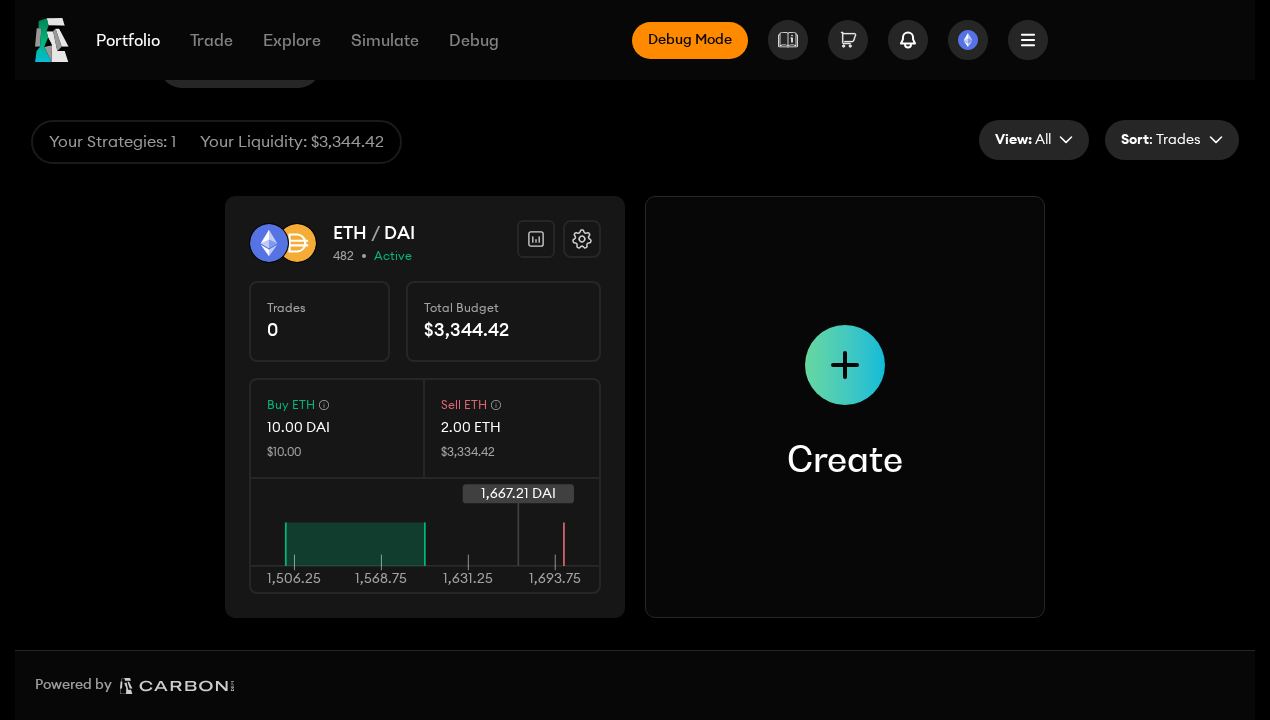 Portfolio Trade Explore Simulate Debug Debug Mode
Your Strategies: 1 Your Liquidity: $3,344.42 View: All Sort: Trades
ETH / DAI
482 • Active
Trades Total Budget
0 $3,344.42
Buy ETH Sell ETH
10.00 DAI 2.00 ETH
$10.00 $3,334.42
1,667.21 DAI
1,506.25 1,568.75 1,631.25 1,693.75
Create
Powered by CARBON